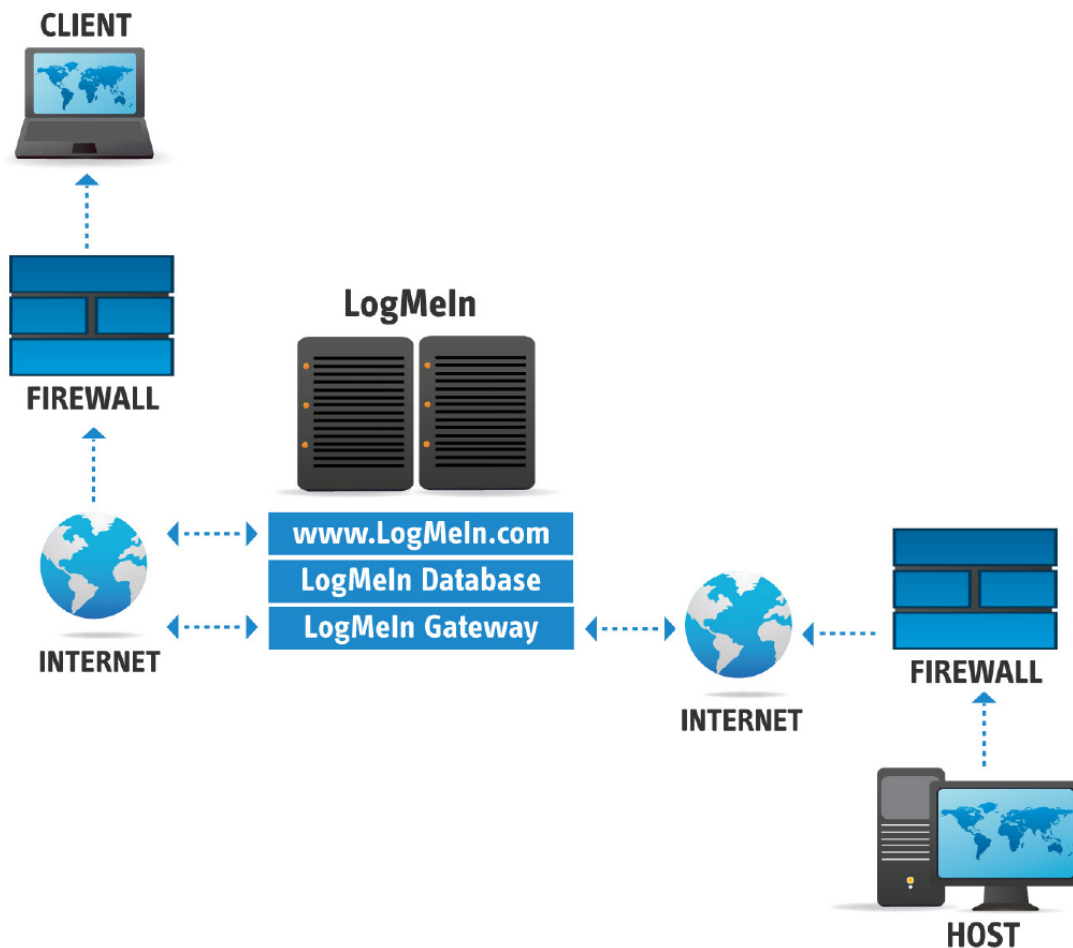 CLIENT
FIREWALL
LogMeIn
www.LogMeIn.com
LogMeIn Database
LogMeIn Gateway
INTERNET
INTERNET
FIREWALL
HOST